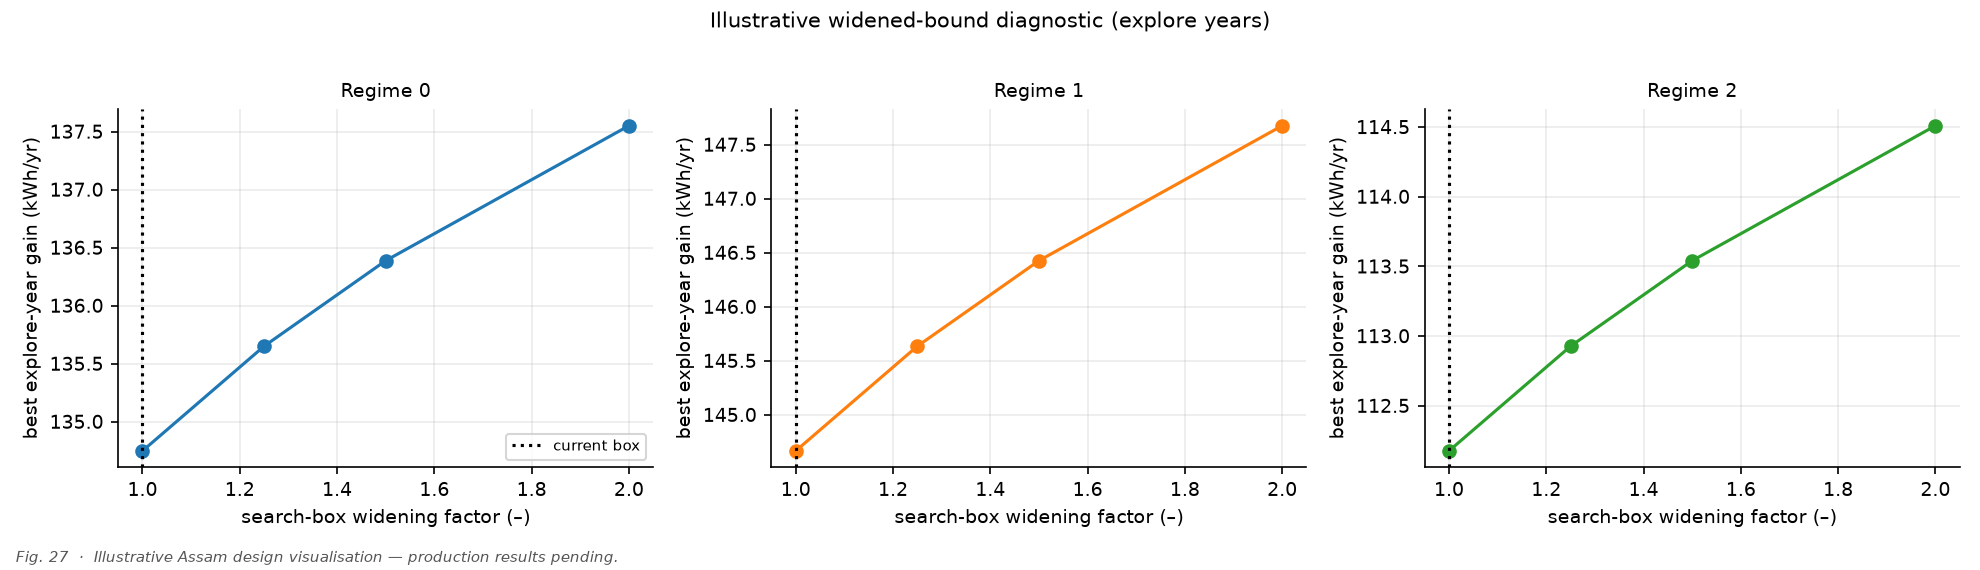 Illustrative widened-bound diagnostic (explore years)
Regime 0
best explore-year gain (kWh/yr)
137.5
137.0
136.5
136.0
135.5
135.0
current box
1.0 1.2 1.4 1.6 1.8 2.0
search-box widening factor (–)
Regime 1
best explore-year gain (kWh/yr)
147.5
147.0
146.5
146.0
145.5
145.0
1.0 1.2 1.4 1.6 1.8 2.0
search-box widening factor (–)
Regime 2
best explore-year gain (kWh/yr)
114.5
114.0
113.5
113.0
112.5
1.0 1.2 1.4 1.6 1.8 2.0
search-box widening factor (–)
Fig. 27 · Illustrative Assam design visualisation — production results pending.